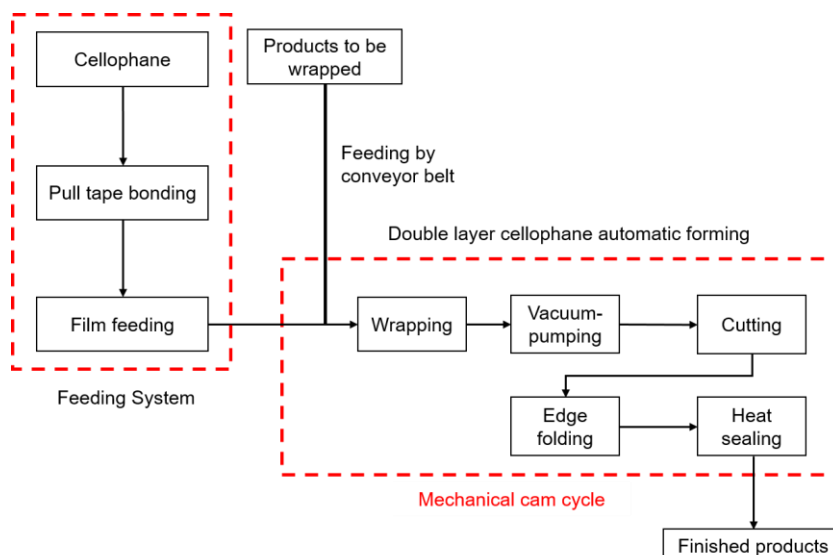 Cellophane
Products to be
wrapped
Pull tape bonding
Feeding by
conveyor belt
Double layer cellophane automatic forming
Film feeding
Wrapping
Vacuum-
pumping
Cutting
Feeding System
Edge
folding
Heat
sealing
Mechanical cam cycle
Finished products